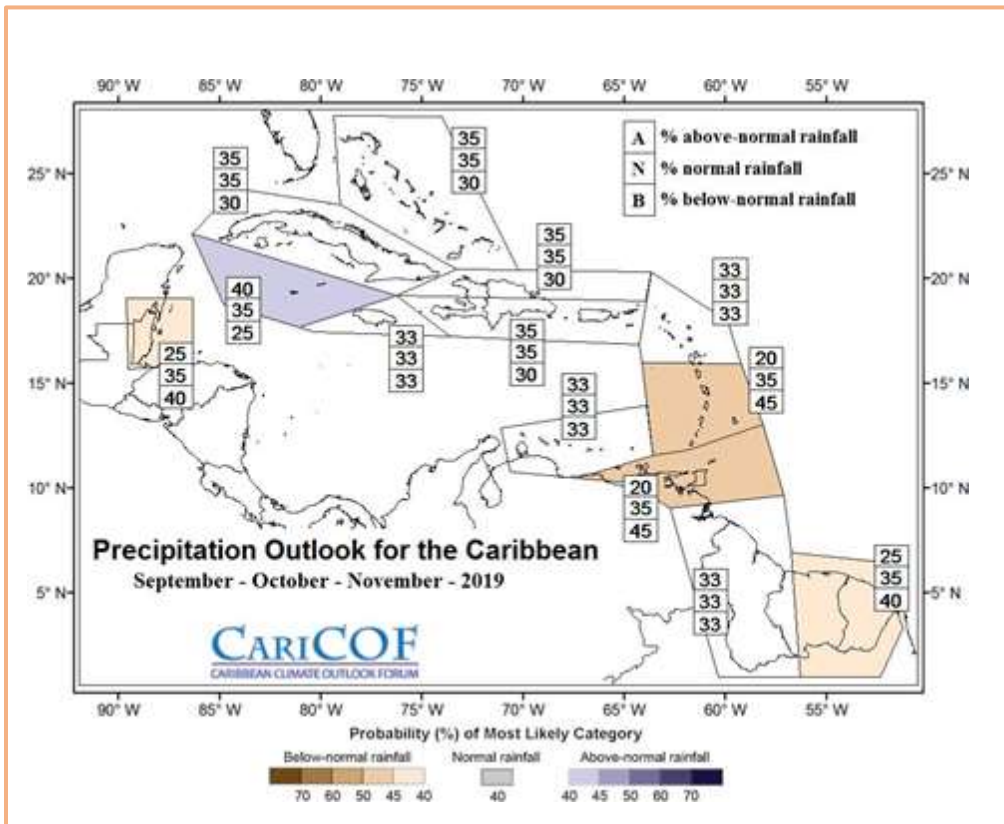 90° W 85° W 80° W 75° W 70° W 65° W 60° W 55° W
A % above-normal rainfall
N % normal rainfall
B % below-normal rainfall
25° N
25° N
20° N
20° N
15° N
15° N
10° N
10° N
5° N
5° N
35
35
30
35
35
30
35
35
30
33
33
33
40
35
25
33
33
33
35
35
30
20
35
45
25
35
40
33
33
33
20
35
45
25
35
40
33
33
33
Precipitation Outlook for the Caribbean
September - October - November - 2019
CARICOF
CARIBBEAN CLIMATE OUTLOOK FORUM
90° W 85° W 80° W 75° W 70° W 65° W 60° W 55° W
Probability (%) of Most Likely Category
Below-normal rainfall Normal rainfall Above-normal rainfall
70 60 50 45 40 40 40 45 50 60 70